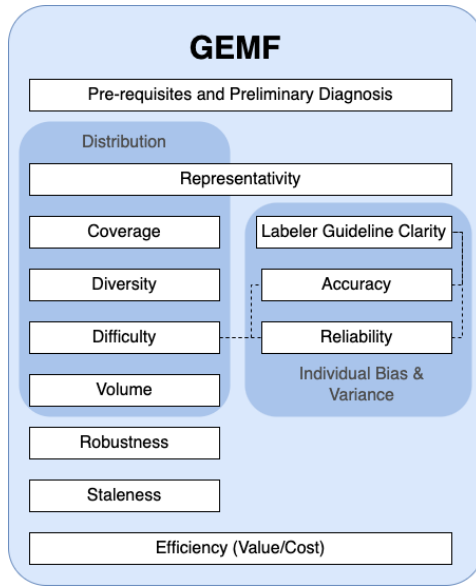 GEMF
Pre-requisites and Preliminary Diagnosis
Distribution
Representativity
Coverage
Labeler Guideline Clarity
Diversity
Accuracy
Difficulty
Reliability
Individual Bias &
Variance
Volume
Robustness
Staleness
Efficiency (Value/Cost)